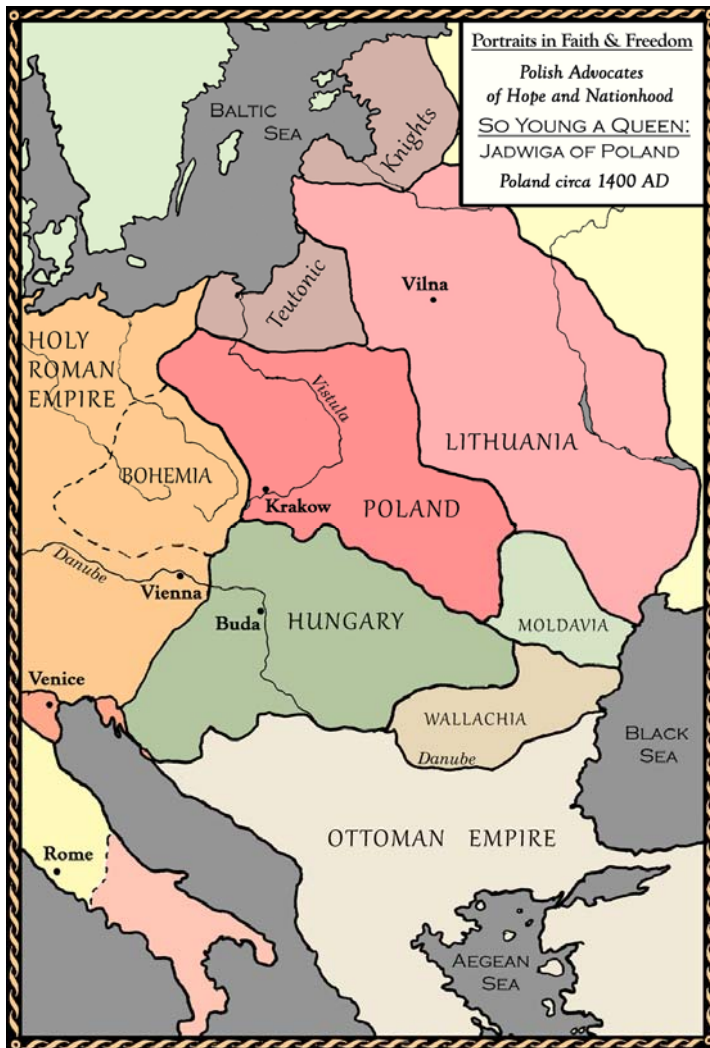 Portraits in Faith & Freedom
Polish Advocates
of Hope and Nationhood
SO YOUNG A QUEEN:
JADWIGA OF POLAND
Poland circa 1400 AD
BALTIC
SEA
Knights
Teutonic
Vilna
HOLY
ROMAN
EMPIRE
Vistula
LITHUANIA
BOHEMIA
Krakow
POLAND
Danube
Vienna
Buda
HUNGARY
MOLDAVIA
Venice
WALLACHIA
Danube
BLACK
SEA
OTTOMAN EMPIRE
Rome
AEGEAN
SEA